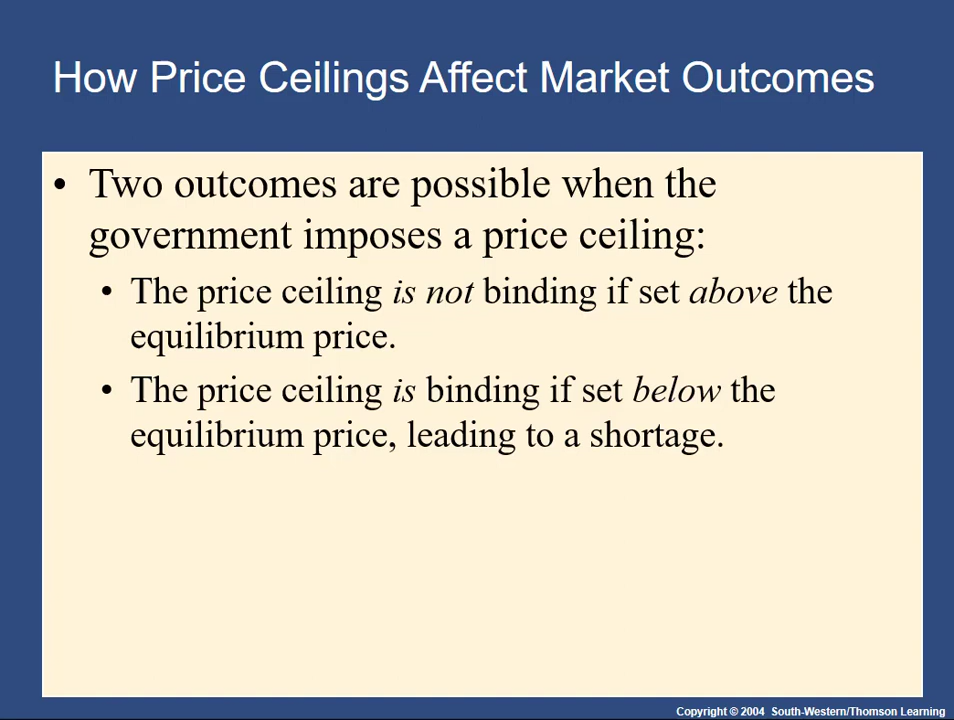 How Price Ceilings Affect Market Outcomes
• Two outcomes are possible when the
government imposes a price ceiling:
• The price ceiling is not binding if set above the
equilibrium price.
• The price ceiling is binding if set below the
equilibrium price, leading to a shortage.
Copyright © 2004 South-Western/Thomson Learning